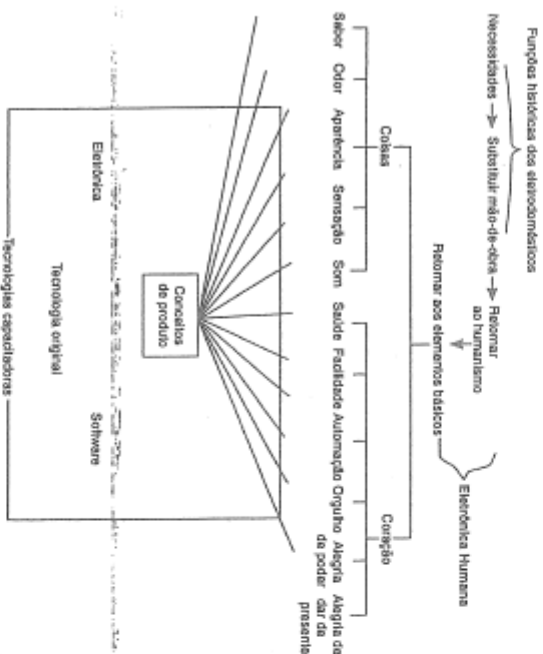 Funções históricas dos eletrodomésticos
Necessidades → Substituir mão-de-obra → Retornar
ao humanismo
Retornar aos elementos básicos
Eletrônica Humana
Coisas
Coração
Sabor Odor Aparência Sensação Som Saúde Facilidade Automação Orgulho Alegria de poder Alegria de dar de presente
Conceitos
de produto
Eletrônica
Software
Tecnologia original
Tecnologias capacitadoras